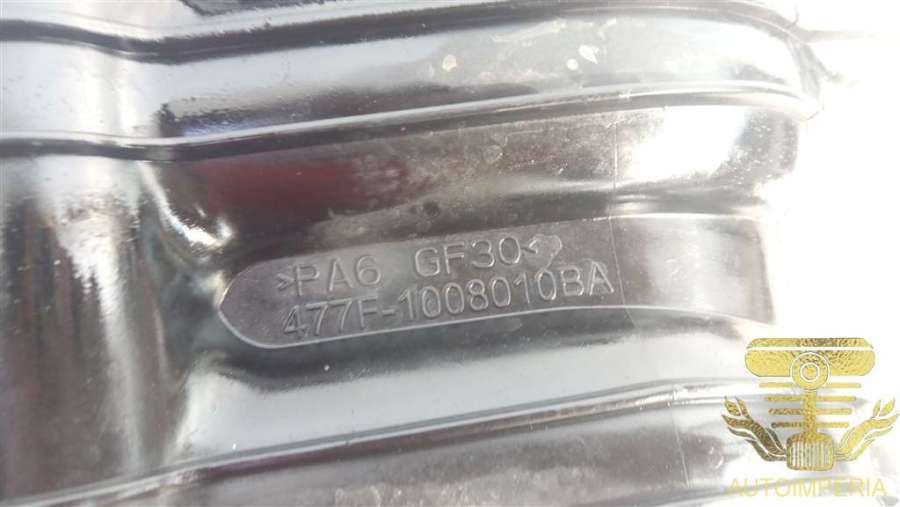 >PA6 GF30<
477F-1008010BA
AUTOIMPERIA